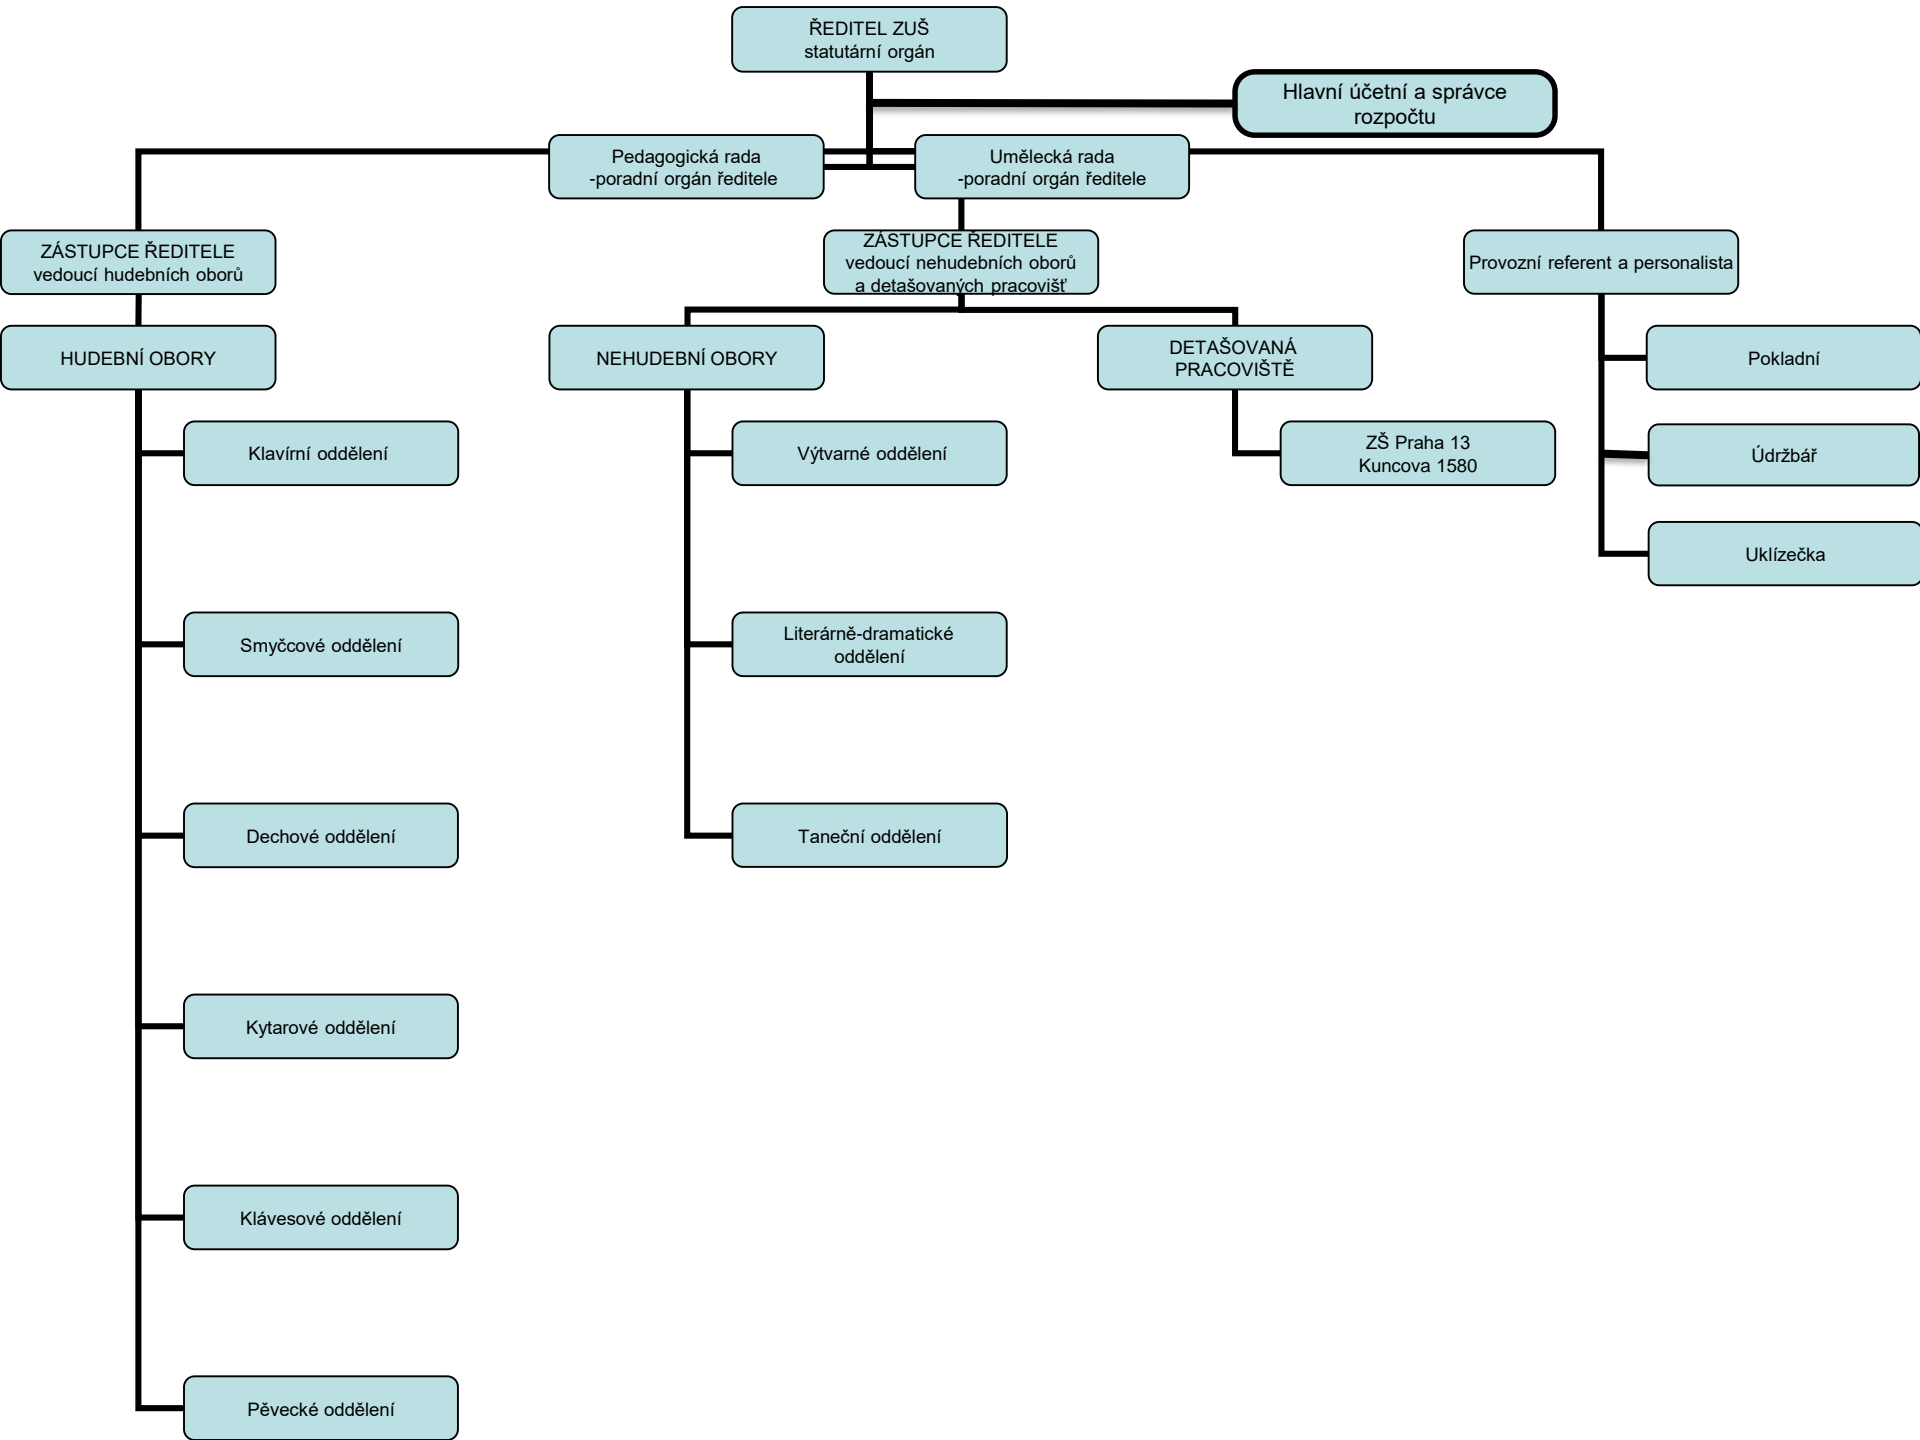 ŘEDITEL ZUŠ
statutární orgán
Hlavní účetní a správce
rozpočtu
Pedagogická rada
-poradní orgán ředitele
Umělecká rada
-poradní orgán ředitele
ZÁSTUPCE ŘEDITELE
vedoucí hudebních oborů
ZÁSTUPCE ŘEDITELE
vedoucí nehudebních oborů
a detašovaných pracovišť
Provozní referent a personalista
HUDEBNÍ OBORY
NEHUDEBNÍ OBORY
DETAŠOVANÁ
PRACOVIŠTĚ
Pokladní
Klavírní oddělení
Výtvarné oddělení
ZŠ Praha 13
Kuncova 1580
Údržbář
Uklízečka
Smyčcové oddělení
Literárně-dramatické
oddělení
Dechové oddělení
Taneční oddělení
Kytarové oddělení
Klávesové oddělení
Pěvecké oddělení